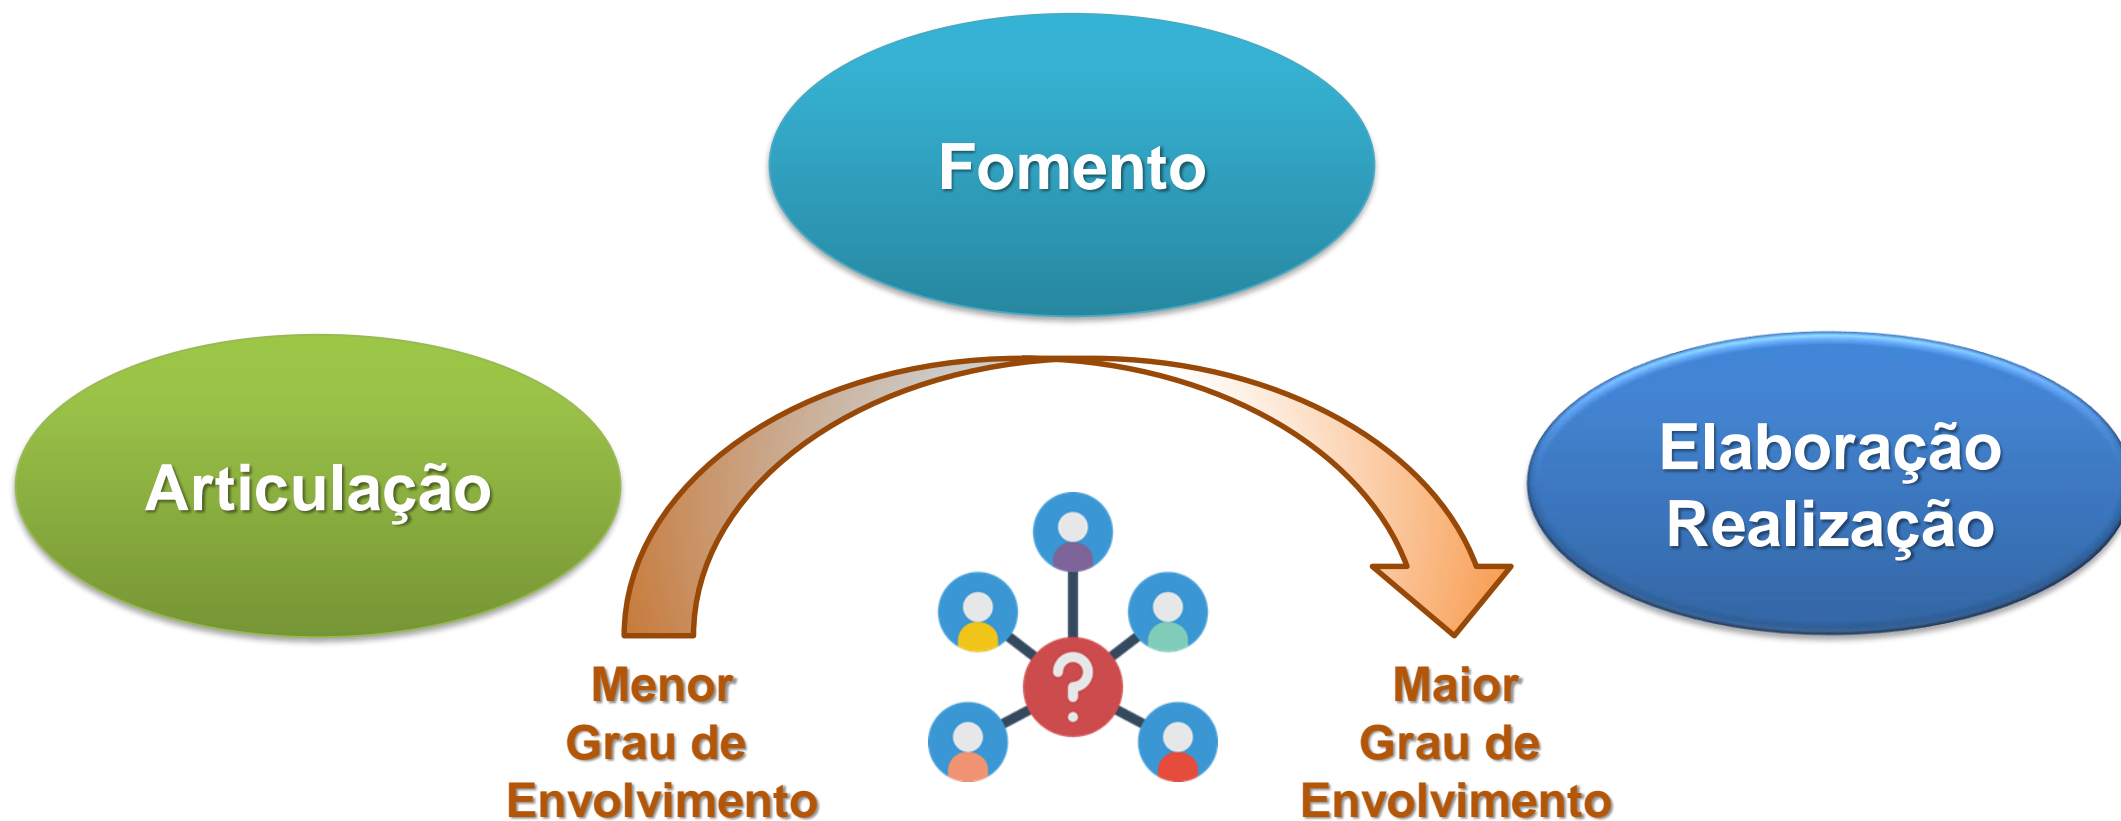 Fomento
Articulação
Elaboração
Realização
?
Menor
Grau de
Envolvimento
Maior
Grau de
Envolvimento